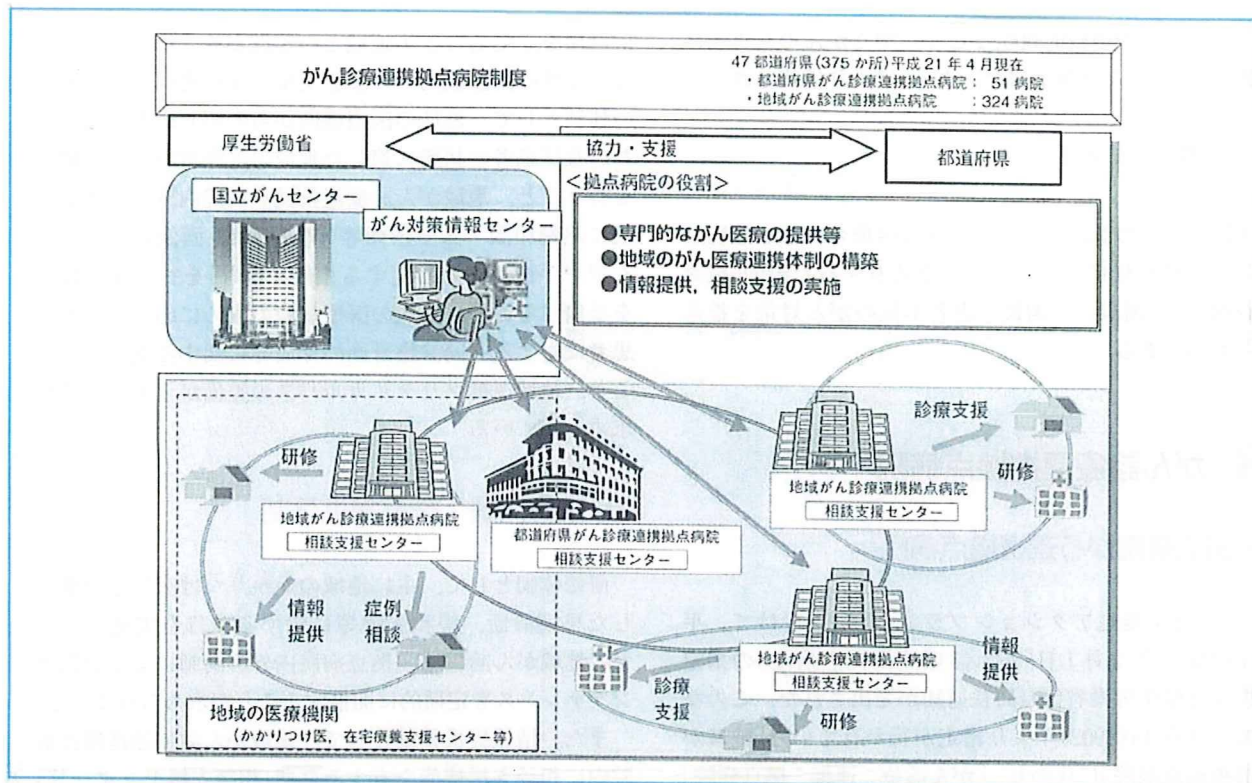 がん診療連携拠点病院制度
47 都道府県(375 か所)平成 21 年 4 月現在
・都道府県がん診療連携拠点病院： 51 病院
・地域がん診療連携拠点病院 ：324 病院
厚生労働省
協力・支援
都道府県
国立がんセンター
がん対策情報センター
＜拠点病院の役割＞
●専門的ながん医療の提供等
●地域のがん医療連携体制の構築
●情報提供，相談支援の実施
研修
地域がん診療連携拠点病院
相談支援センター
都道府県がん診療連携拠点病院
相談支援センター
診療支援
地域がん診療連携拠点病院
相談支援センター
研修
情報
提供
症例
相談
地域がん診療連携拠点病院
相談支援センター
情報
提供
診療
支援
研修
地域の医療機関
(かかりつけ医、在宅療養支援センター等)